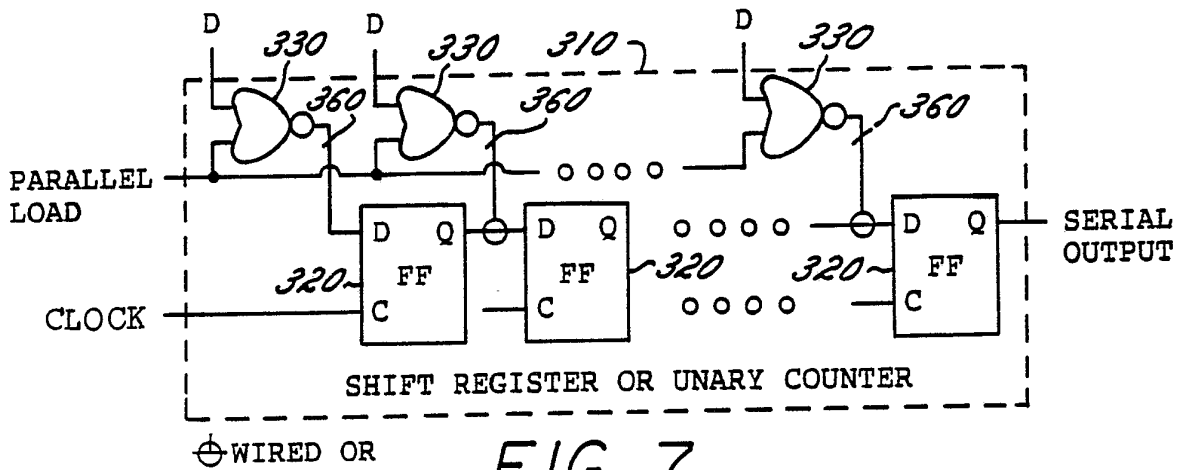 D D D
330 330 310 330
360 360 360
PARALLEL
LOAD
D Q D Q D Q
SERIAL
OUTPUT
320 FF FF 320 320 FF
CLOCK C C C
SHIFT REGISTER OR UNARY COUNTER
WIRED OR
FIG 7